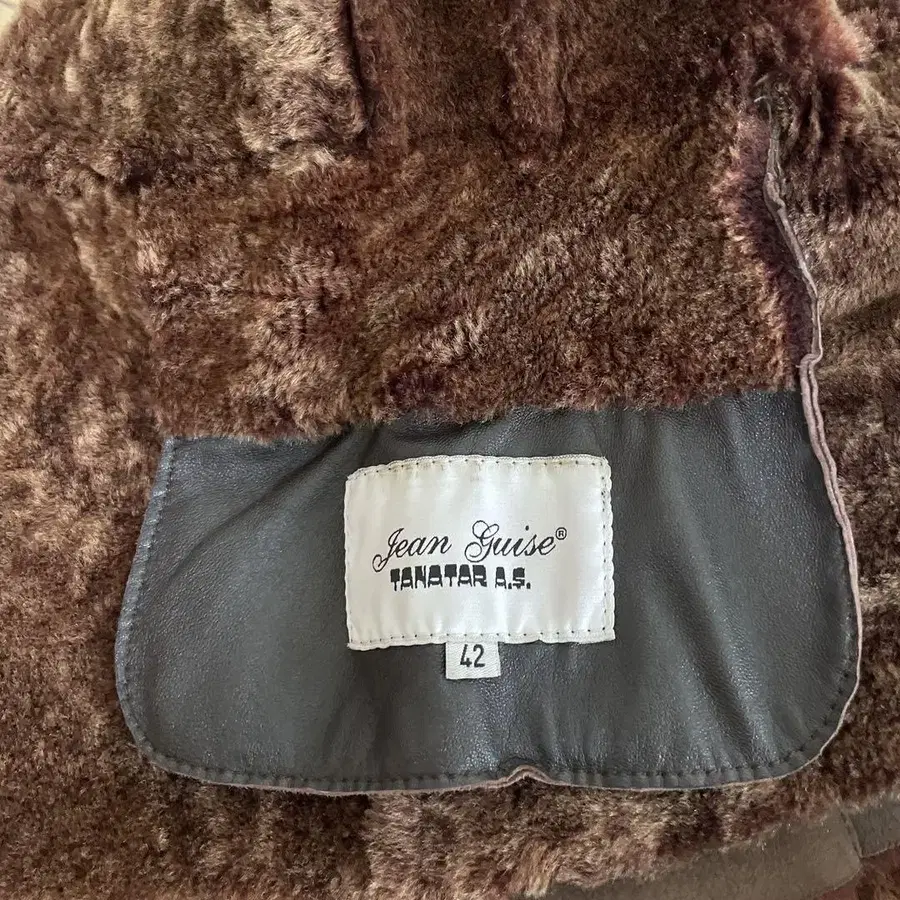 Jean Guise®
TANATAR A.S.
42